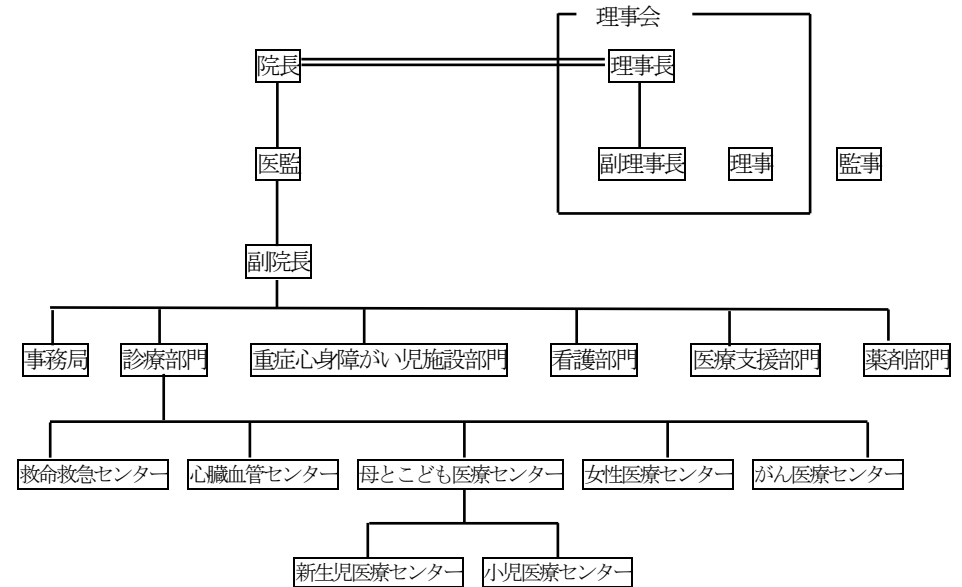 理事会
院長
理事長
医監
副理事長
理事
監事
副院長
事務局
診療部門
重症心身障がい児施設部門
看護部門
医療支援部門
薬剤部門
救命救急センター
心臓血管センター
母とこども医療センター
女性医療センター
がん医療センター
新生児医療センター
小児医療センター